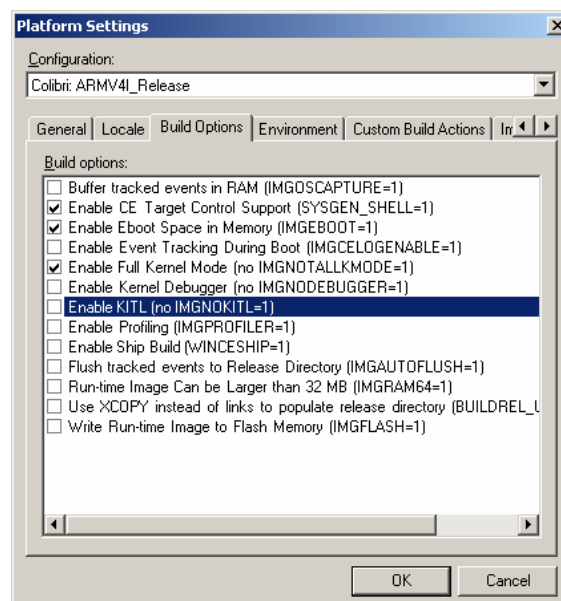 Platform Settings
Configuration:
Colibri: ARMV4I_Release
General Locale Build Options Environment Custom Build Actions
Build options:
Buffer tracked events in RAM (IMGOSCAPTURE=1)
Enable CE Target Control Support (SYSGEN_SHELL=1)
Enable Eboot Space in Memory (IMGEBOOT=1)
Enable Event Tracking During Boot (IMGCELOGENABLE=1)
Enable Full Kernel Mode (no IMGNOTALLKMODE=1)
Enable Kernel Debugger (no IMGNODEBUGGER=1)
Enable KITL (no IMGNOKITL=1)
Enable Profiling (IMGPROFILER=1)
Enable Ship Build (WINCESHIP=1)
Flush tracked events to Release Directory (IMGAUTOFLUSH=1)
Run-time Image Can be Larger than 32 MB (IMGRAM64=1)
Use XCOPY instead of links to populate release directory (BUILDREL_U
Write Run-time Image to Flash Memory (IMGFLASH=1)
OK Cancel